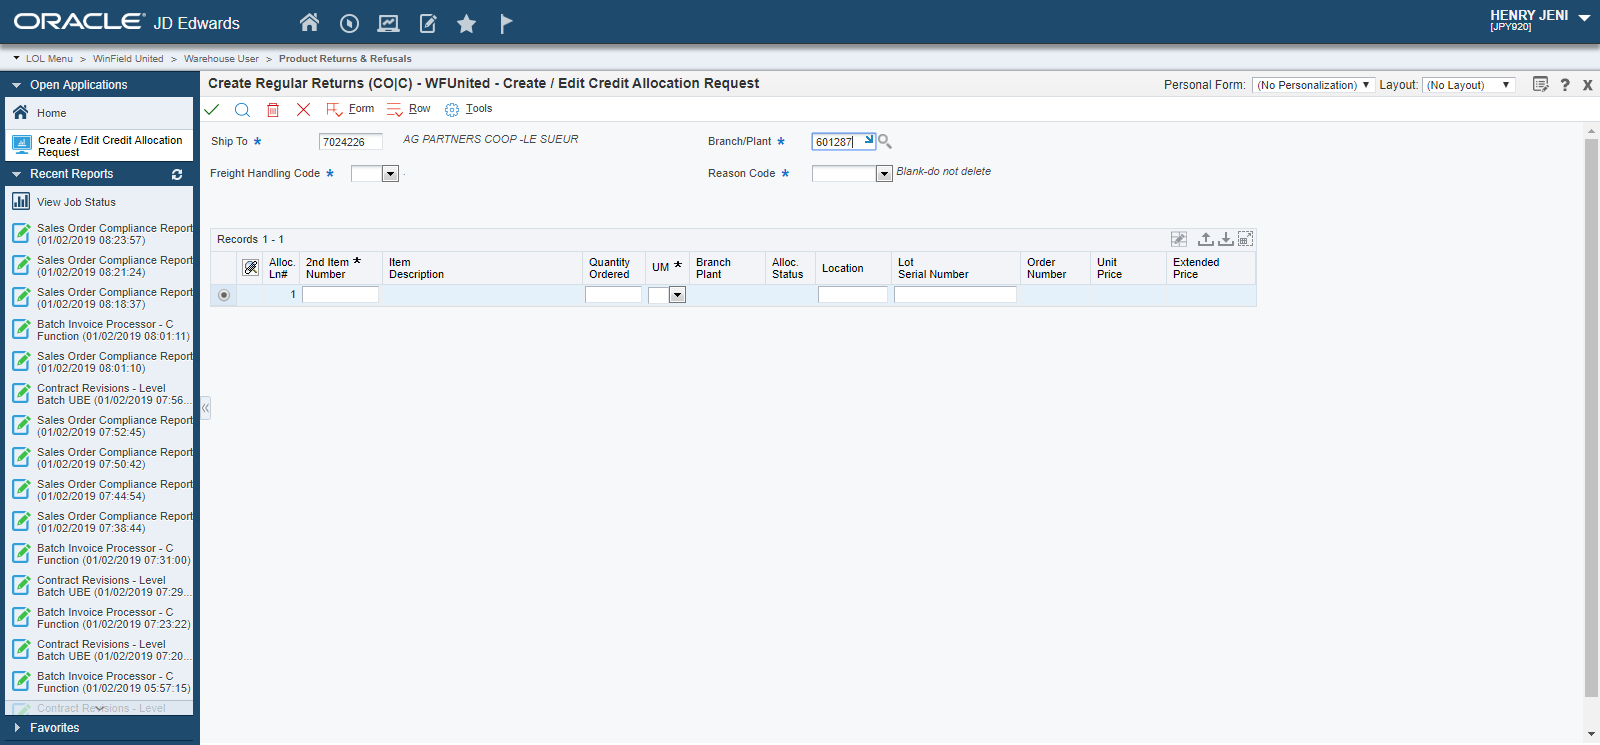 ORACLE JD Edwards
HENRY JENI
[JPY920]
LOL Menu > WinField United > Warehouse User > Product Returns & Refusals
Open Applications
Home
Create / Edit Credit Allocation
Request
Recent Reports
View Job Status
Sales Order Compliance Report
(01/02/2019 08:23:57)
Sales Order Compliance Report
(01/02/2019 08:21:24)
Sales Order Compliance Report
(01/02/2019 08:18:37)
Batch Invoice Processor - C
Function (01/02/2019 08:01:11)
Sales Order Compliance Report
(01/02/2019 08:01:10)
Contract Revisions - Level
Batch UBE (01/02/2019 07:56...
Sales Order Compliance Report
(01/02/2019 07:52:45)
Sales Order Compliance Report
(01/02/2019 07:50:42)
Sales Order Compliance Report
(01/02/2019 07:44:54)
Sales Order Compliance Report
(01/02/2019 07:38:44)
Batch Invoice Processor - C
Function (01/02/2019 07:31:00)
Contract Revisions - Level
Batch UBE (01/02/2019 07:29...
Batch Invoice Processor - C
Function (01/02/2019 07:23:22)
Contract Revisions - Level
Batch UBE (01/02/2019 07:20...
Batch Invoice Processor - C
Function (01/02/2019 05:57:15)
Contract Revisions - Level
Favorites
Create Regular Returns (CO|C) - WFUnited - Create / Edit Credit Allocation Request
Personal Form: (No Personalization) Layout: (No Layout) ? X
Form Row Tools
Ship To * 7024226 AG PARTNERS COOP -LE SUEUR Branch/Plant * 601287
Freight Handling Code * . Reason Code * Blank-do not delete
Records 1 - 1
Alloc. Ln#
2nd Item * Number
Item Description
Quantity Ordered
UM *
Branch Plant
Alloc. Status
Location
Lot Serial Number
Order Number
Unit Price
Extended Price
1